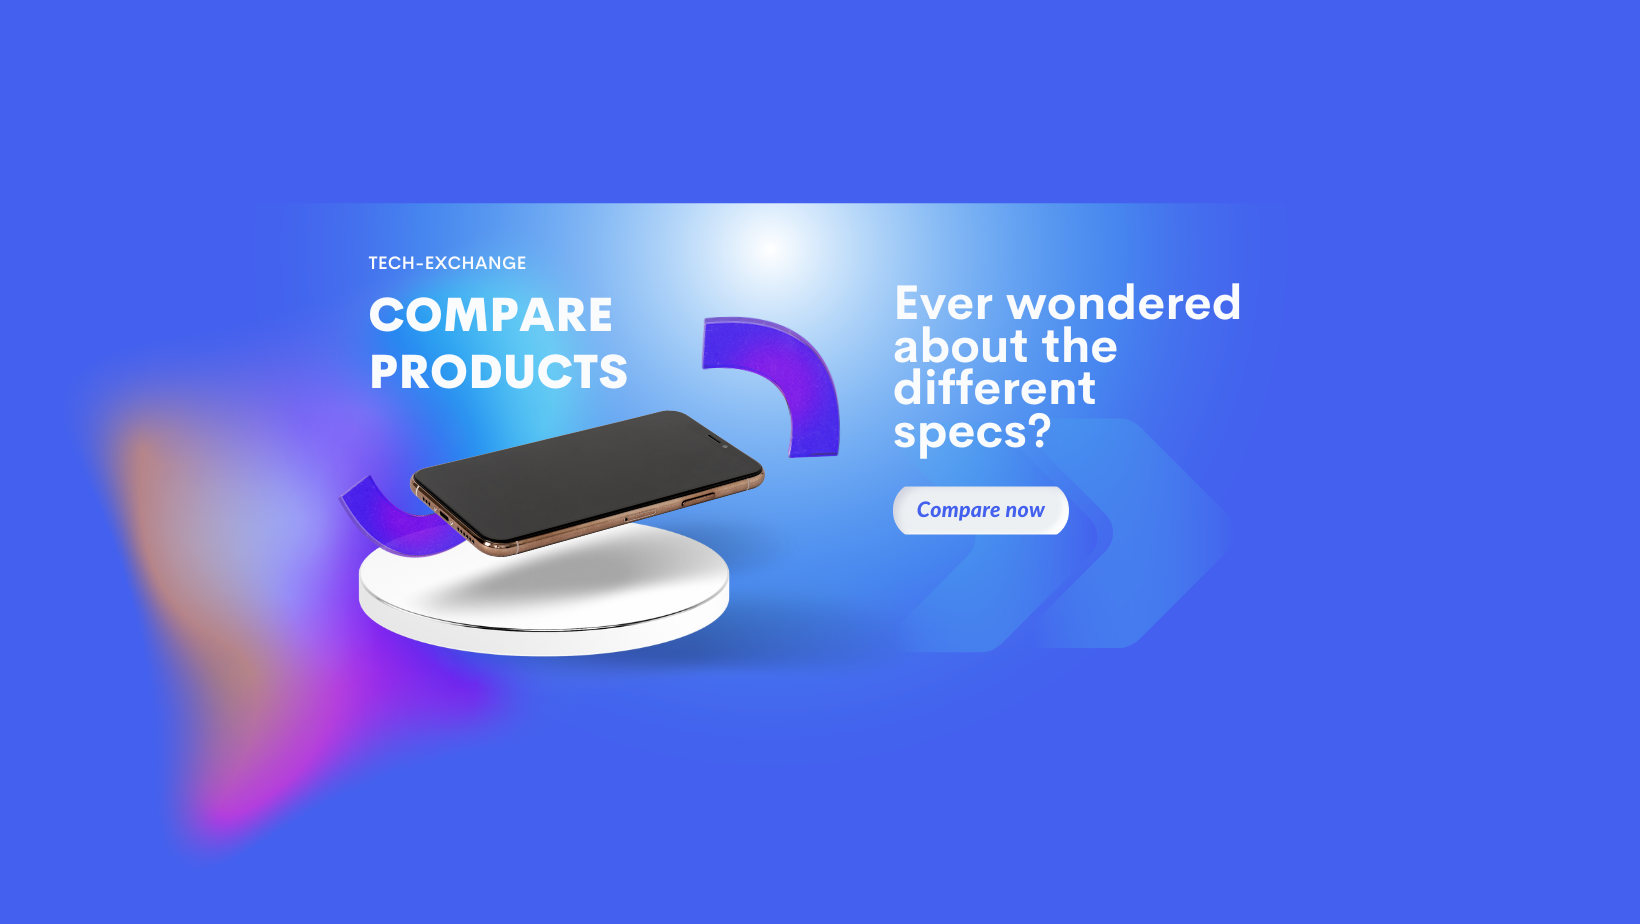 TECH-EXCHANGE
COMPARE
PRODUCTS
Ever wondered
about the
different
specs?
Compare now